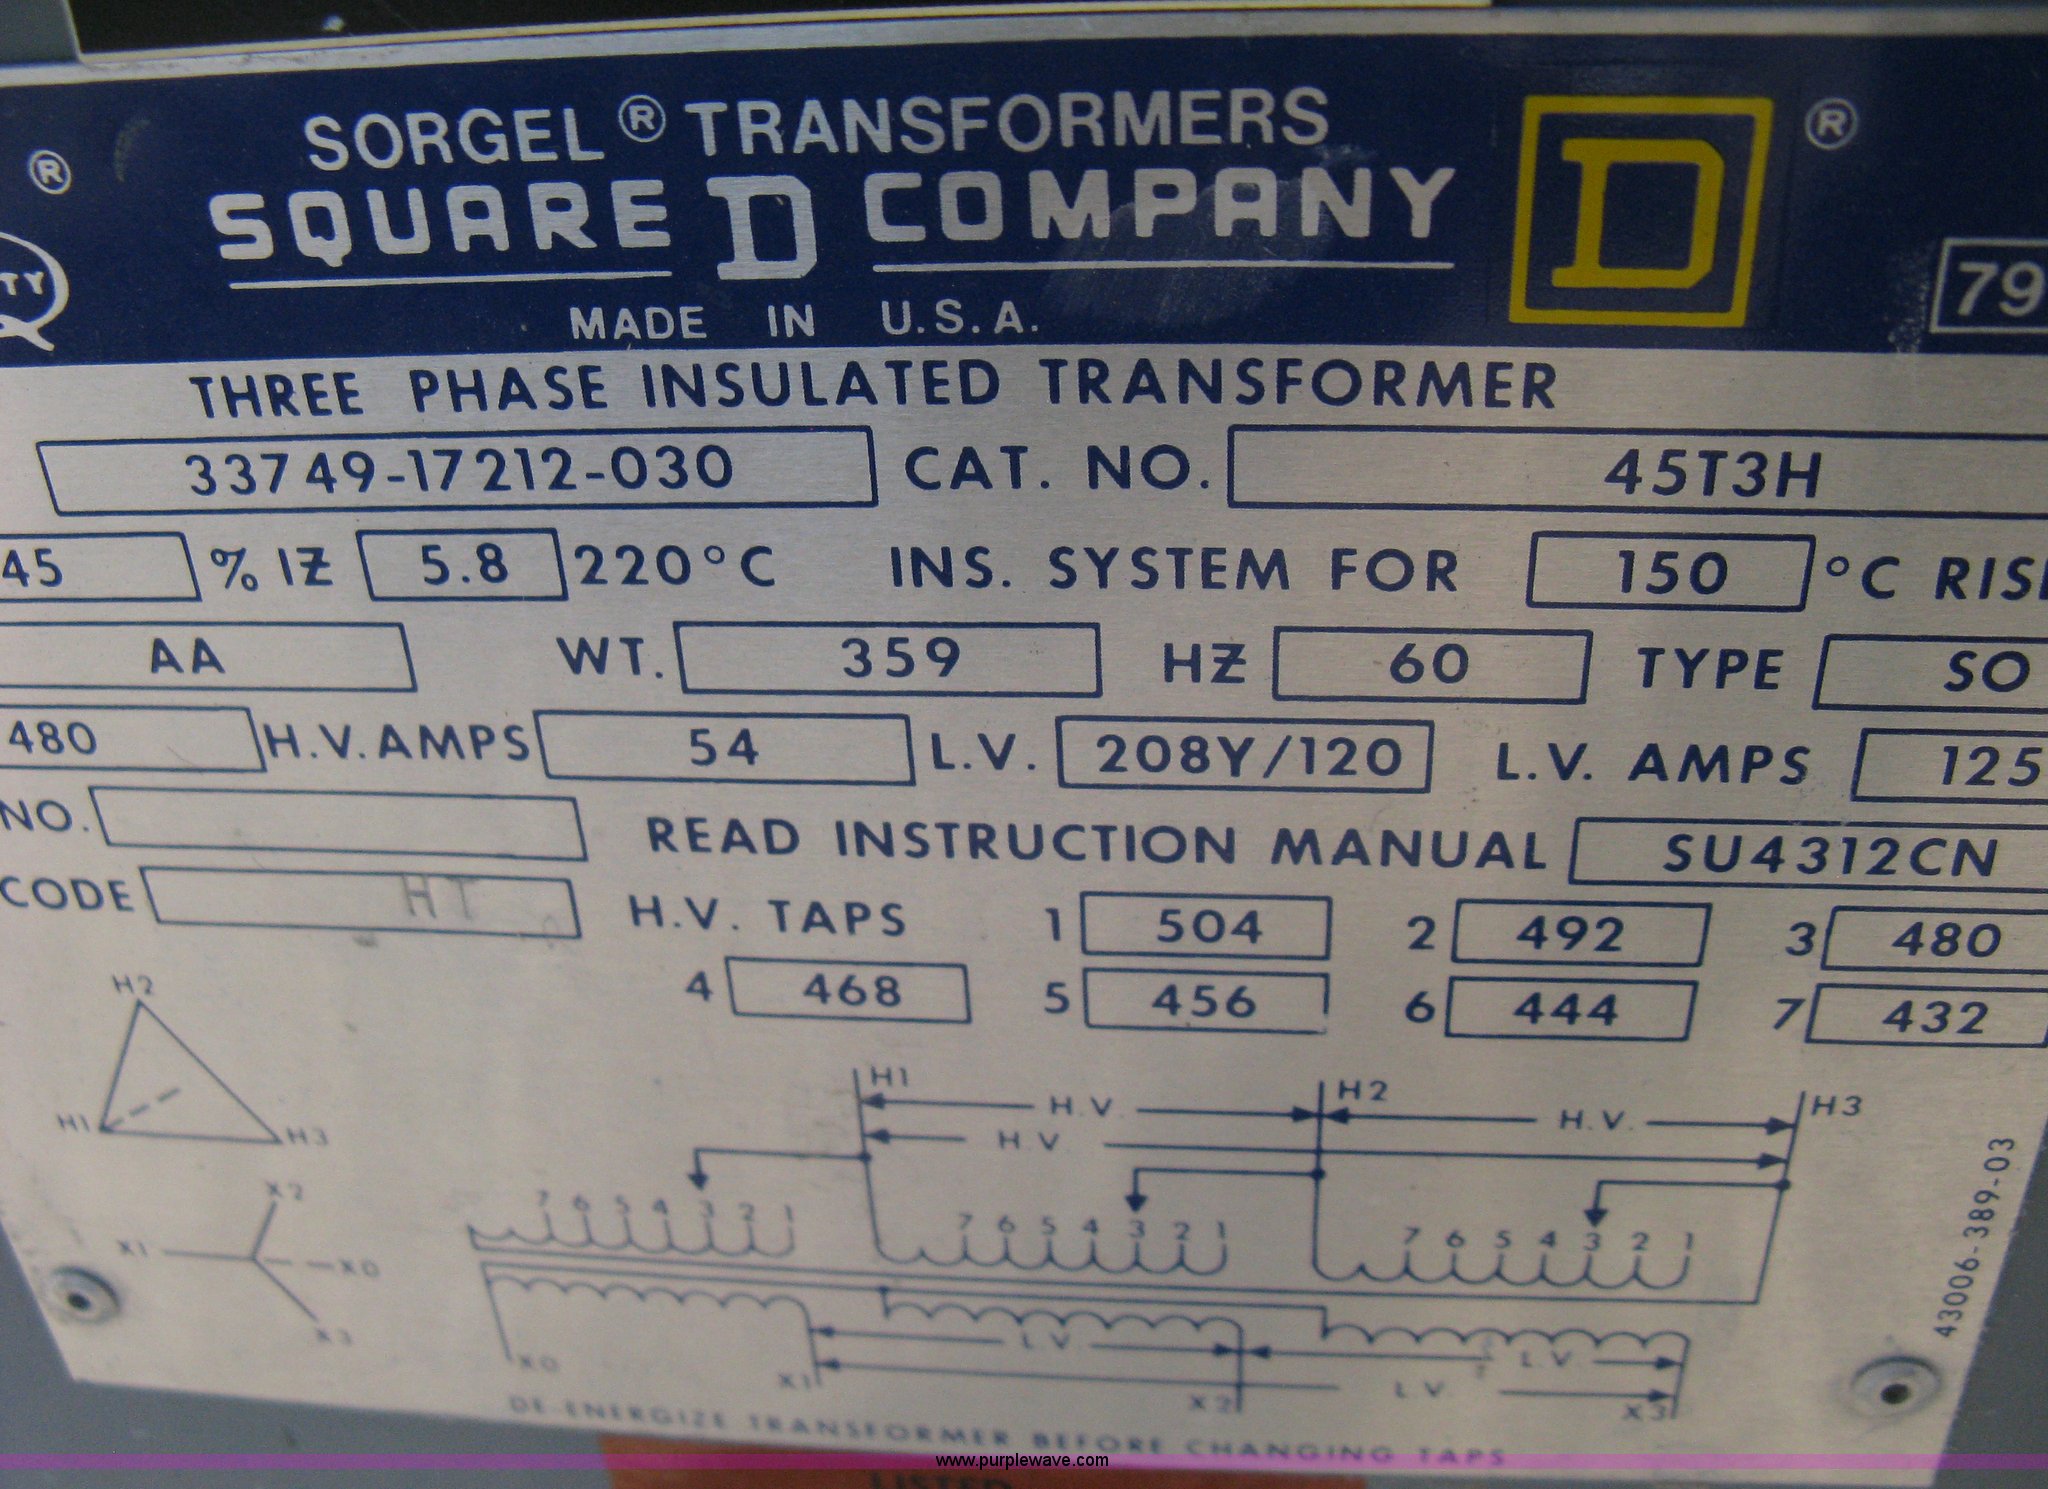 SORGEL ® TRANSFORMERS
®
SQUARE D COMPANY
D ®
TY
79
MADE IN U.S.A.
THREE PHASE INSULATED TRANSFORMER
33749-17212-030 CAT. NO. 45T3H
45 % IZ 5.8 220°C INS. SYSTEM FOR 150 °C RISE
AA WT. 359 HZ 60 TYPE SO
480 H.V. AMPS 54 L.V. 208Y/120 L.V. AMPS 125
NO. READ INSTRUCTION MANUAL SU4312CN
CODE HT H.V. TAPS 1 504 2 492 3 480
4 468 5 456 6 444 7 432
H2
H1 H3
X2
X1 X0
X3
H1 H2 H3
H.V. H.V.
H.V.
7 6 5 4 3 2 1
7 6 5 4 3 2 1
7 6 5 4 3 2 1
L.V. L.V.
L.V.
X0 X1 X2 X3
43006-389-03
DE-ENERGIZE TRANSFORMER BEFORE CHANGING TAPS
www.purplewave.com
LISTED